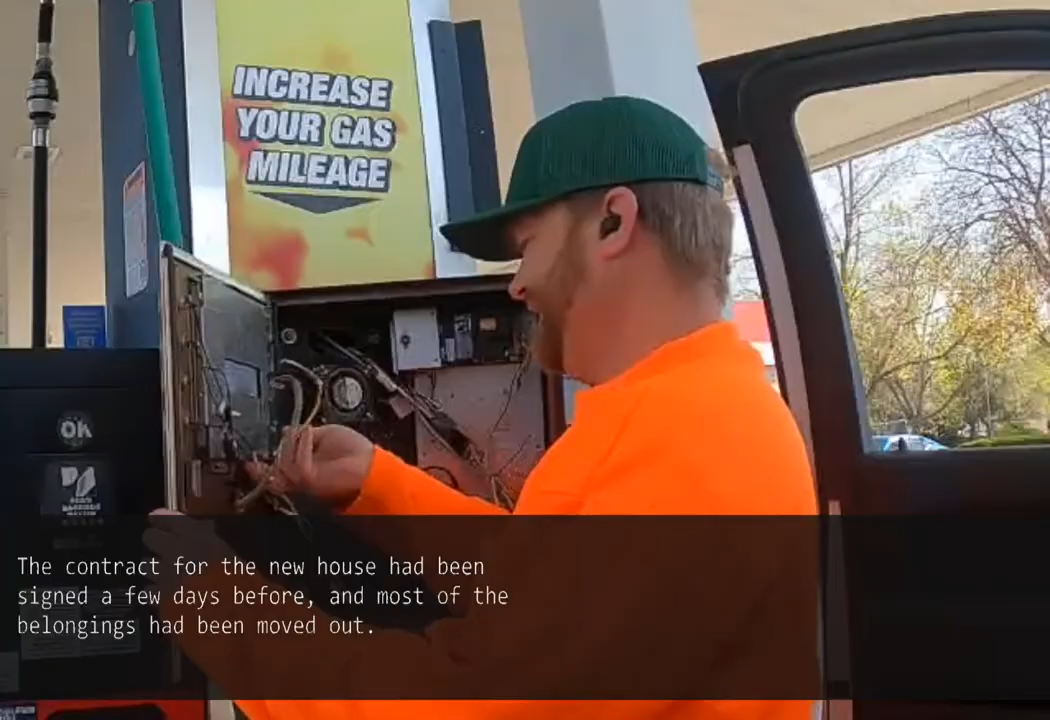 INCREASE
YOUR GAS
MILEAGE
OK
The contract for the new house had been
signed a few days before, and most of the
belongings had been moved out.